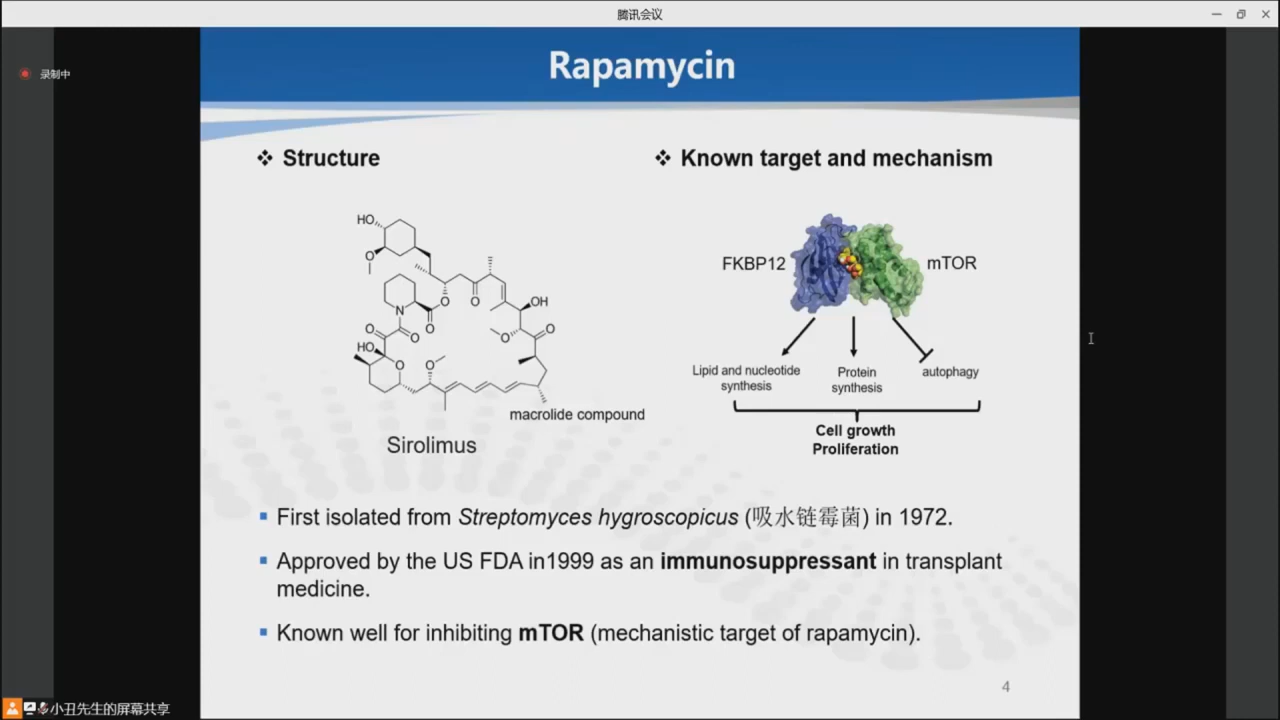 腾讯会议
录制中
Rapamycin
❖ Structure
❖ Known target and mechanism
HO
O
N
O
O
O
O
OH
O
O
O
O
HO
O
O
macrolide compound
Sirolimus
FKBP12
mTOR
Lipid and nucleotide
synthesis
Protein
synthesis
autophagy
Cell growth
Proliferation
▪ First isolated from Streptomyces hygroscopicus (吸水链霉菌) in 1972.
▪ Approved by the US FDA in1999 as an immunosuppressant in transplant
medicine.
▪ Known well for inhibiting mTOR (mechanistic target of rapamycin).
4
小丑先生的屏幕共享